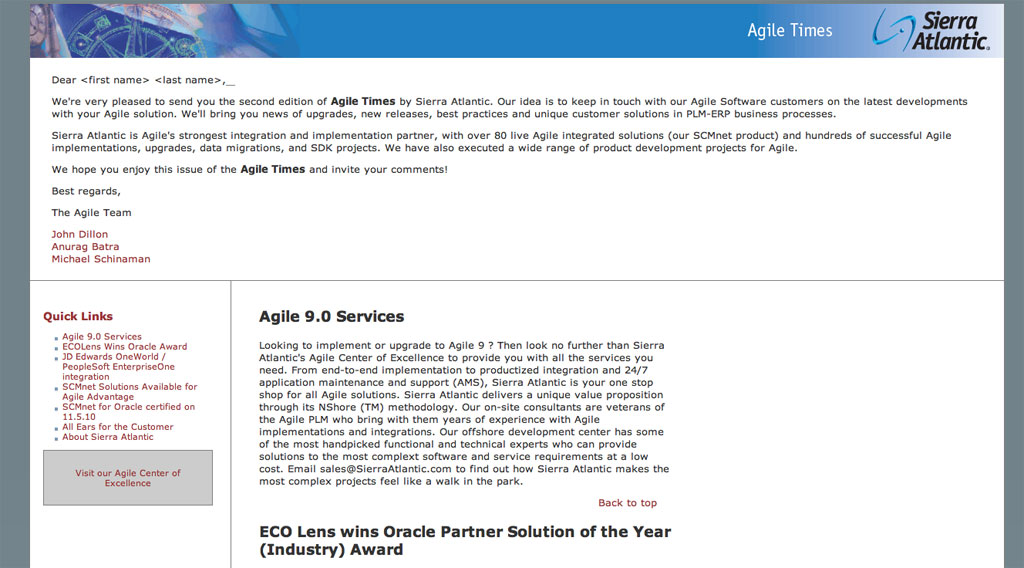 Agile Times
Sierra
Atlantic®
Dear <first name> <last name>,__
We're very pleased to send you the second edition of Agile Times by Sierra Atlantic. Our idea is to keep in touch with our Agile Software customers on the latest developments
with your Agile solution. We'll bring you news of upgrades, new releases, best practices and unique customer solutions in PLM-ERP business processes.
Sierra Atlantic is Agile's strongest integration and implementation partner, with over 80 live Agile integrated solutions (our SCMnet product) and hundreds of successful Agile
implementations, upgrades, data migrations, and SDK projects. We have also executed a wide range of product development projects for Agile.
We hope you enjoy this issue of the Agile Times and invite your comments!
Best regards,
The Agile Team
John Dillon
Anurag Batra
Michael Schinaman
Quick Links
Agile 9.0 Services
ECOLens Wins Oracle Award
JD Edwards OneWorld /
PeopleSoft EnterpriseOne
integration
SCMnet Solutions Available for
Agile Advantage
SCMnet for Oracle certified on
11.5.10
All Ears for the Customer
About Sierra Atlantic
Visit our Agile Center of
Excellence
Agile 9.0 Services
Looking to implement or upgrade to Agile 9 ? Then look no further than Sierra
Atlantic's Agile Center of Excellence to provide you with all the services you
need. From end-to-end implementation to productized integration and 24/7
application maintenance and support (AMS), Sierra Atlantic is your one stop
shop for all Agile solutions. Sierra Atlantic delivers a unique value proposition
through its NShore (TM) methodology. Our on-site consultants are veterans of
the Agile PLM who bring with them years of experience with Agile
implementations and integrations. Our offshore development center has some
of the most handpicked functional and technical experts who can provide
solutions to the most complext software and service requirements at a low
cost. Email sales@SierraAtlantic.com to find out how Sierra Atlantic makes the
most complex projects feel like a walk in the park.
Back to top
ECO Lens wins Oracle Partner Solution of the Year
(Industry) Award